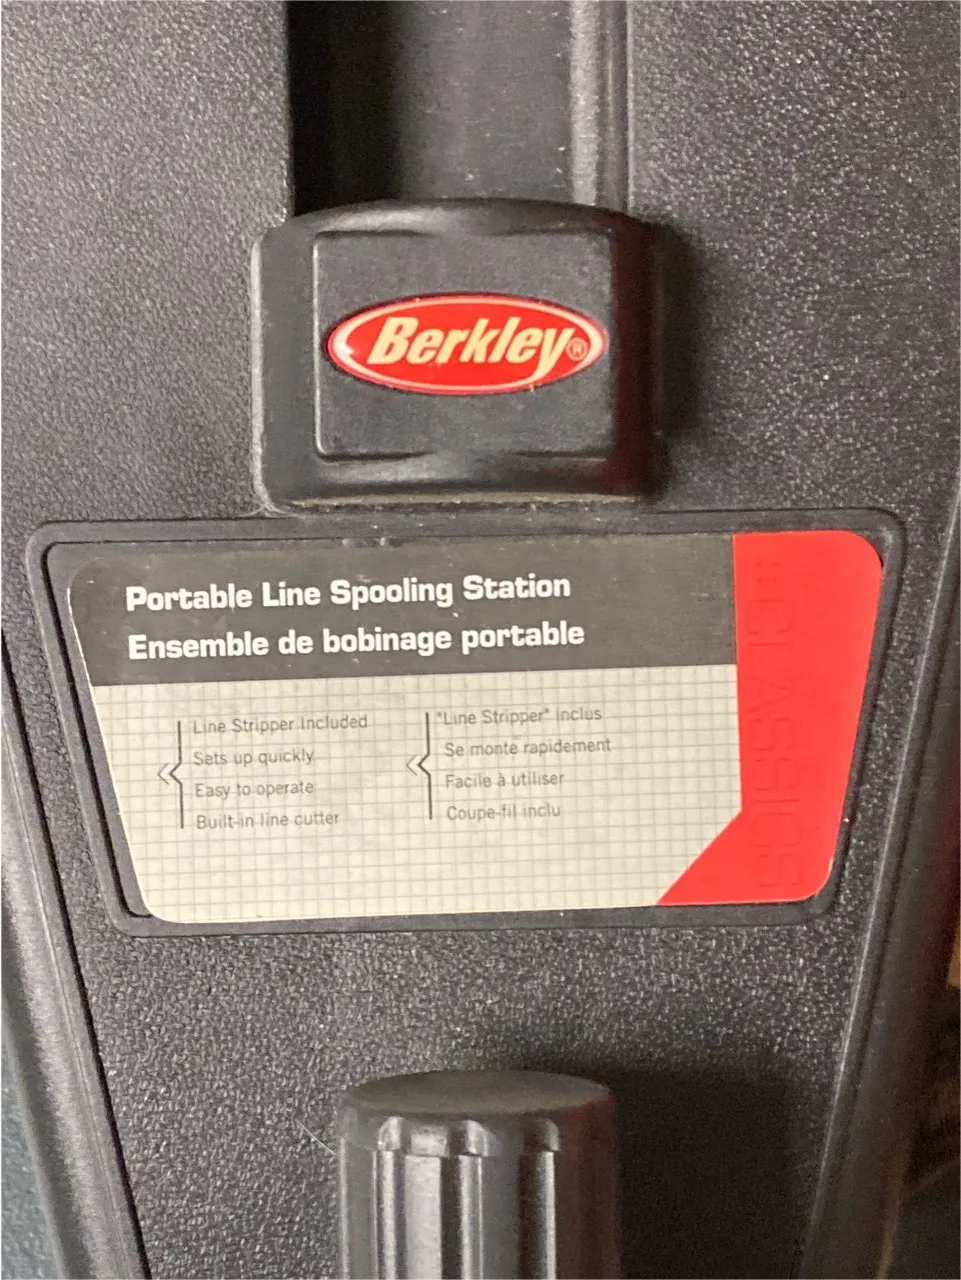 Berkley®
Portable Line Spooling Station
Ensemble de bobinage portable
Line Stripper Included
Sets up quickly
Easy to operate
Built-in line cutter
"Line Stripper" inclus
Se monte rapidement
Facile à utiliser
Coupe-fil inclu
CLASSICS